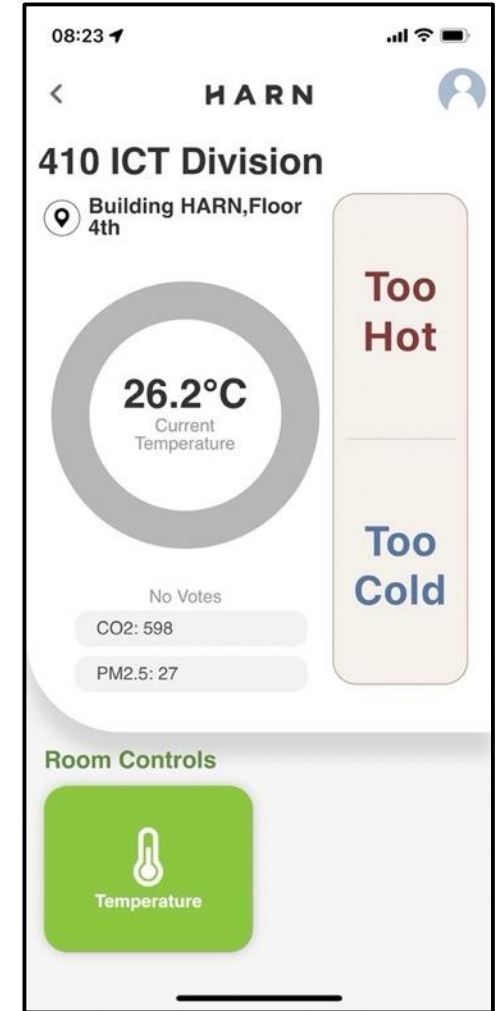 08:23
HARN
410 ICT Division
Building HARN,Floor
4th
Too
Hot
26.2°C
Current
Temperature
Too
Cold
No Votes
CO2: 598
PM2.5: 27
Room Controls
Temperature